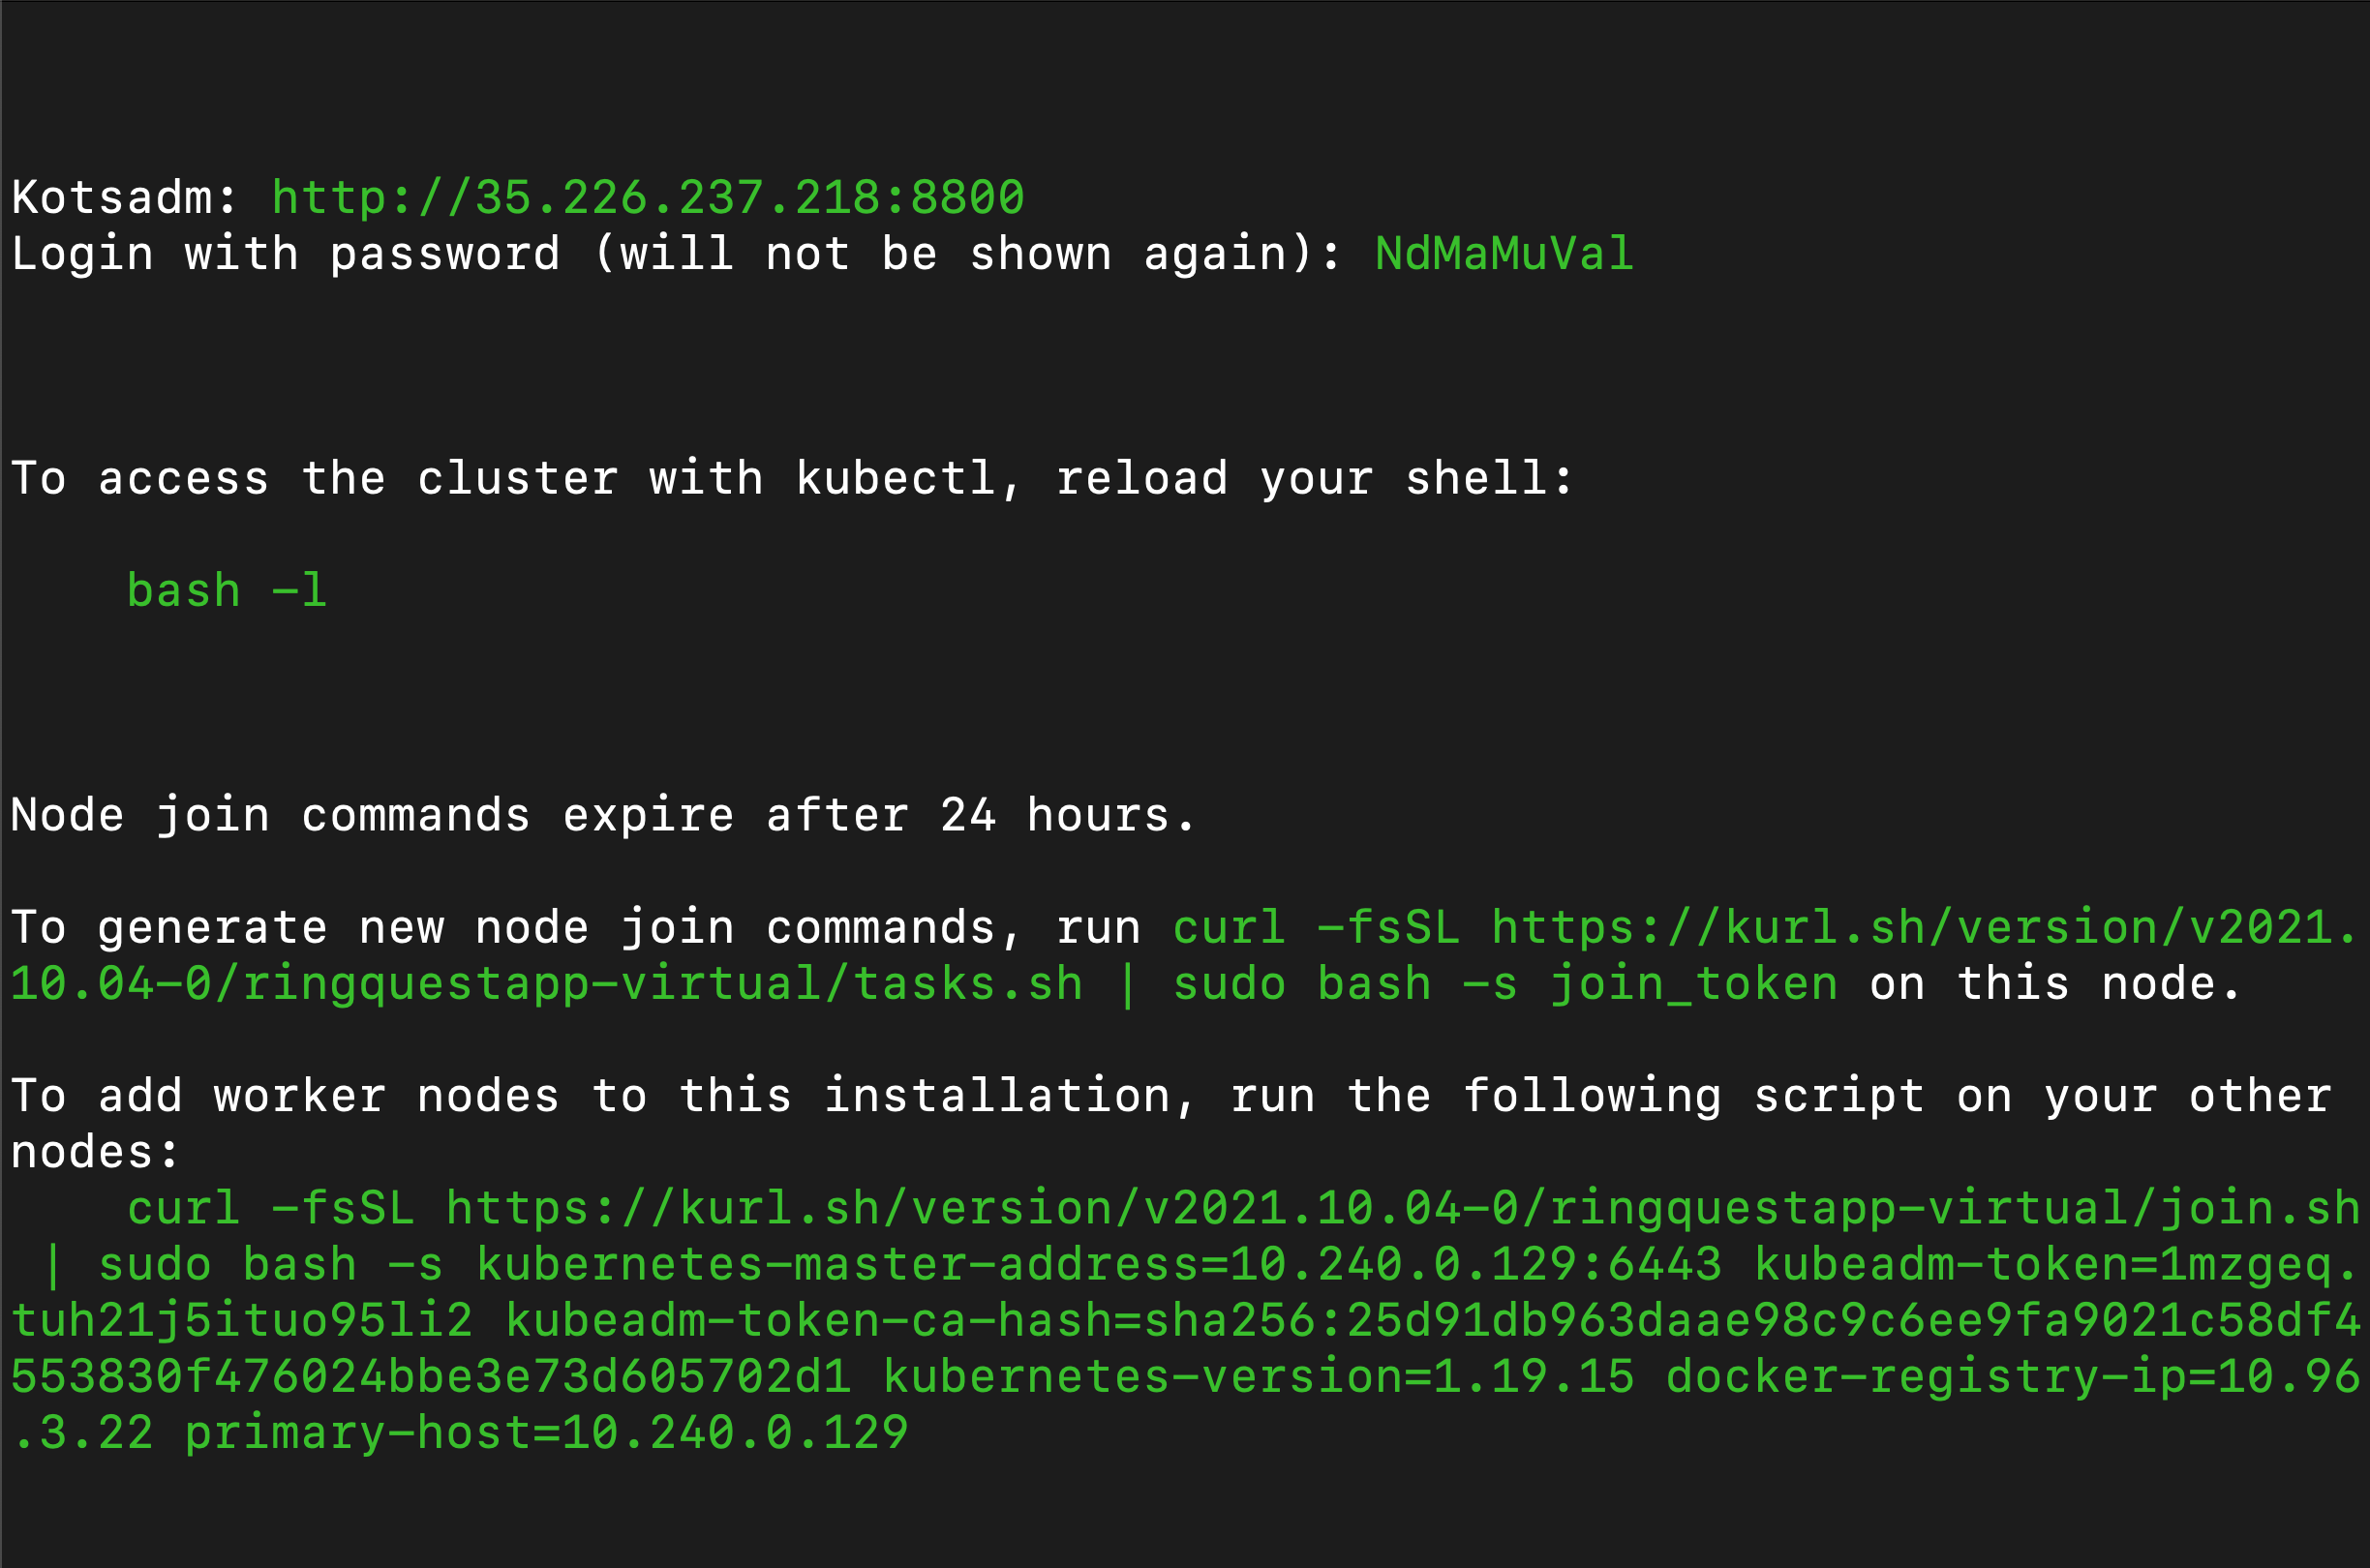 Kotsadm: http://35.226.237.218:8800
Login with password (will not be shown again): NdMaMuVal
To access the cluster with kubectl, reload your shell:
bash -l
Node join commands expire after 24 hours.
To generate new node join commands, run curl -fsSL https://kurl.sh/version/v2021.
10.04-0/ringquestapp-virtual/tasks.sh | sudo bash -s join_token on this node.
To add worker nodes to this installation, run the following script on your other
nodes:
curl -fsSL https://kurl.sh/version/v2021.10.04-0/ringquestapp-virtual/join.sh
| sudo bash -s kubernetes-master-address=10.240.0.129:6443 kubeadm-token=1mzgeq.
tuh21j5ituo95li2 kubeadm-token-ca-hash=sha256:25d91db963daae98c9c6ee9fa9021c58df4
553830f476024bbe3e73d605702d1 kubernetes-version=1.19.15 docker-registry-ip=10.96
.3.22 primary-host=10.240.0.129